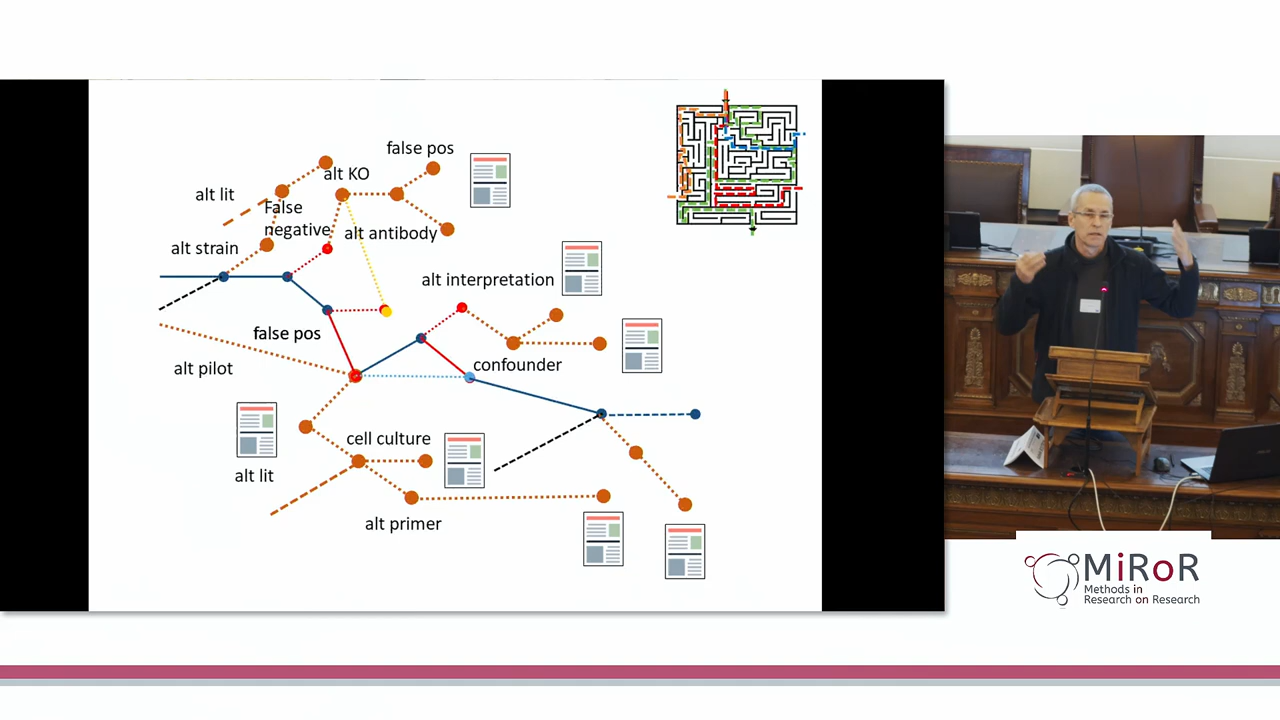 false pos
alt KO
alt lit
False
negative
alt antibody
alt strain
alt interpretation
false pos
confounder
alt pilot
cell culture
alt lit
alt primer
MiRoR
Methods in
Research on Research